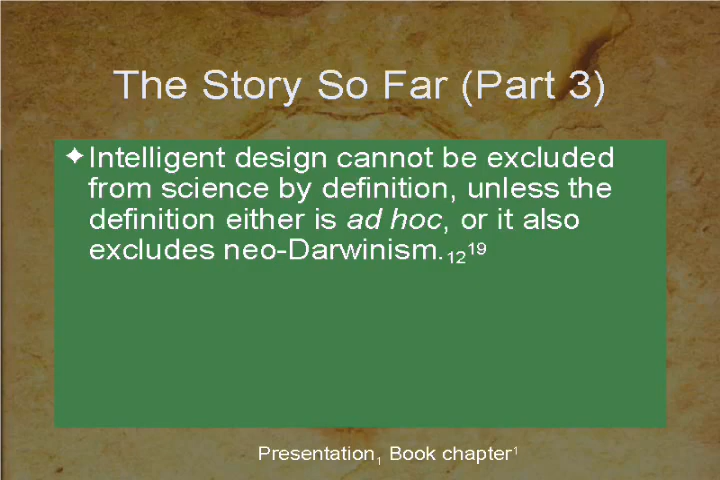 The Story So Far (Part 3)
✦Intelligent design cannot be excluded
from science by definition, unless the
definition either is ad hoc, or it also
excludes neo-Darwinism.₁₂¹⁹
Presentation₁ Book chapter¹